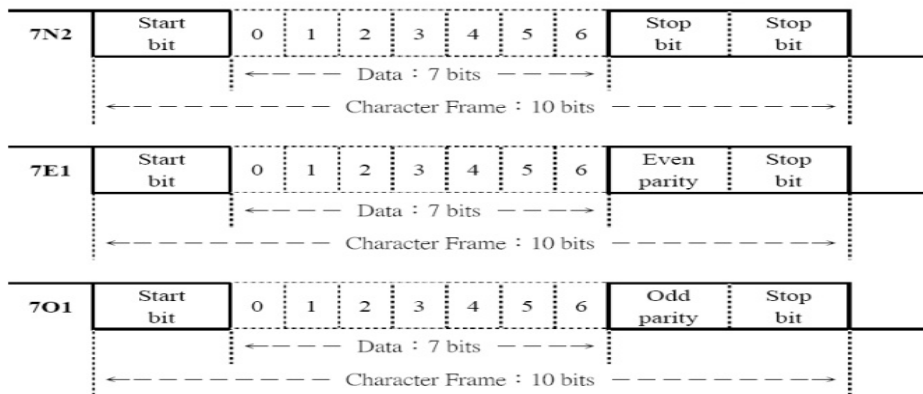 7N2 Start bit 0 1 2 3 4 5 6 Stop bit Stop bit
Data : 7 bits
Character Frame : 10 bits
7E1 Start bit 0 1 2 3 4 5 6 Even parity Stop bit
Data : 7 bits
Character Frame : 10 bits
7O1 Start bit 0 1 2 3 4 5 6 Odd parity Stop bit
Data : 7 bits
Character Frame : 10 bits